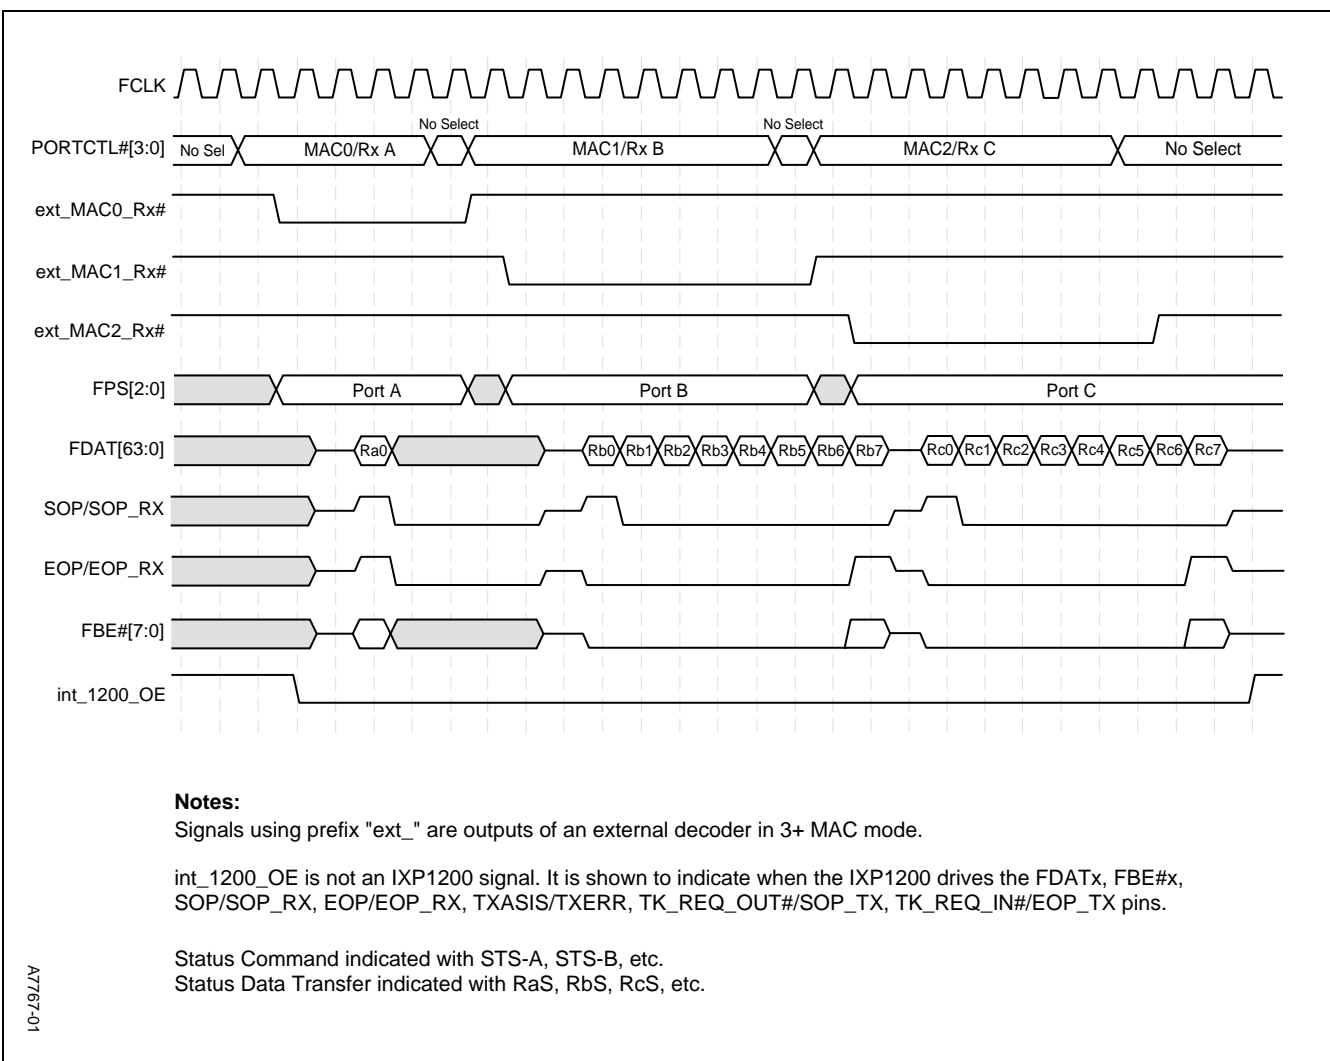 FCLK
No Select No Select
PORTCTL#[3:0] No Sel MAC0/Rx A MAC1/Rx B MAC2/Rx C No Select
ext_MAC0_Rx#
ext_MAC1_Rx#
ext_MAC2_Rx#
FPS[2:0] Port A Port B Port C
FDAT[63:0] Ra0 Rb0 Rb1 Rb2 Rb3 Rb4 Rb5 Rb6 Rb7 Rc0 Rc1 Rc2 Rc3 Rc4 Rc5 Rc6 Rc7
SOP/SOP_RX
EOP/EOP_RX
FBE#[7:0]
int_1200_OE
Notes:
Signals using prefix "ext_" are outputs of an external decoder in 3+ MAC mode.
int_1200_OE is not an IXP1200 signal. It is shown to indicate when the IXP1200 drives the FDATx, FBE#x,
SOP/SOP_RX, EOP/EOP_RX, TXASIS/TXERR, TK_REQ_OUT#/SOP_TX, TK_REQ_IN#/EOP_TX pins.
Status Command indicated with STS-A, STS-B, etc.
Status Data Transfer indicated with RaS, RbS, RcS, etc.
A7767-01